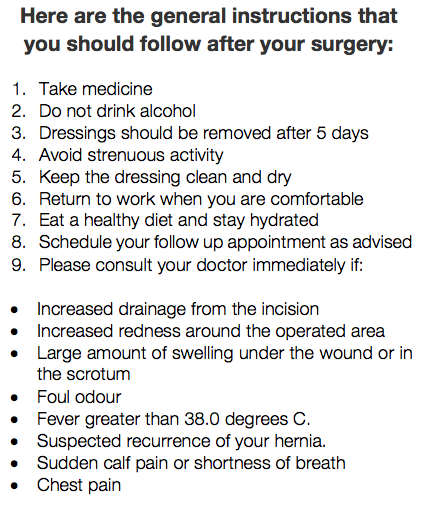 Here are the general instructions that
you should follow after your surgery:
1. Take medicine
2. Do not drink alcohol
3. Dressings should be removed after 5 days
4. Avoid strenuous activity
5. Keep the dressing clean and dry
6. Return to work when you are comfortable
7. Eat a healthy diet and stay hydrated
8. Schedule your follow up appointment as advised
9. Please consult your doctor immediately if:
• Increased drainage from the incision
• Increased redness around the operated area
• Large amount of swelling under the wound or in
the scrotum
• Foul odour
• Fever greater than 38.0 degrees C.
• Suspected recurrence of your hernia.
• Sudden calf pain or shortness of breath
• Chest pain